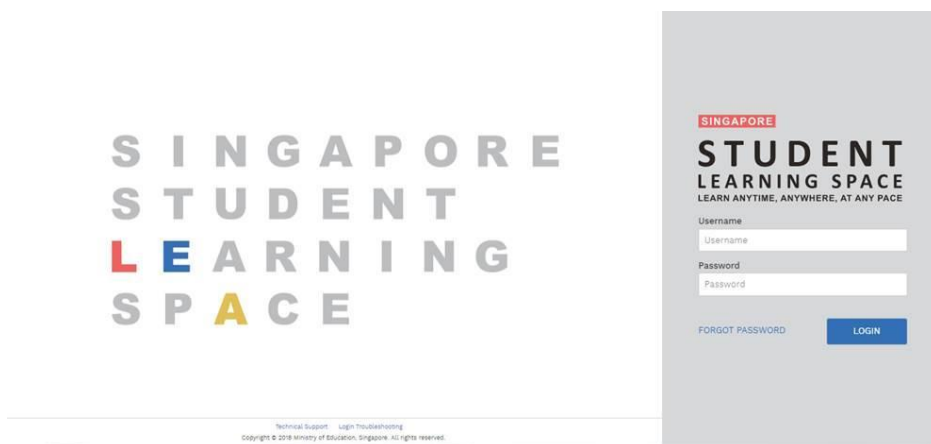 SINGAPORE
STUDENT
LEARNING
SPACE
SINGAPORE
STUDENT
LEARNING SPACE
LEARN ANYTIME, ANYWHERE, AT ANY PACE
Username
Username
Password
Password
FORGOT PASSWORD LOGIN
Technical Support Login Troubleshooting
Copyright © 2018 Ministry of Education, Singapore. All rights reserved.